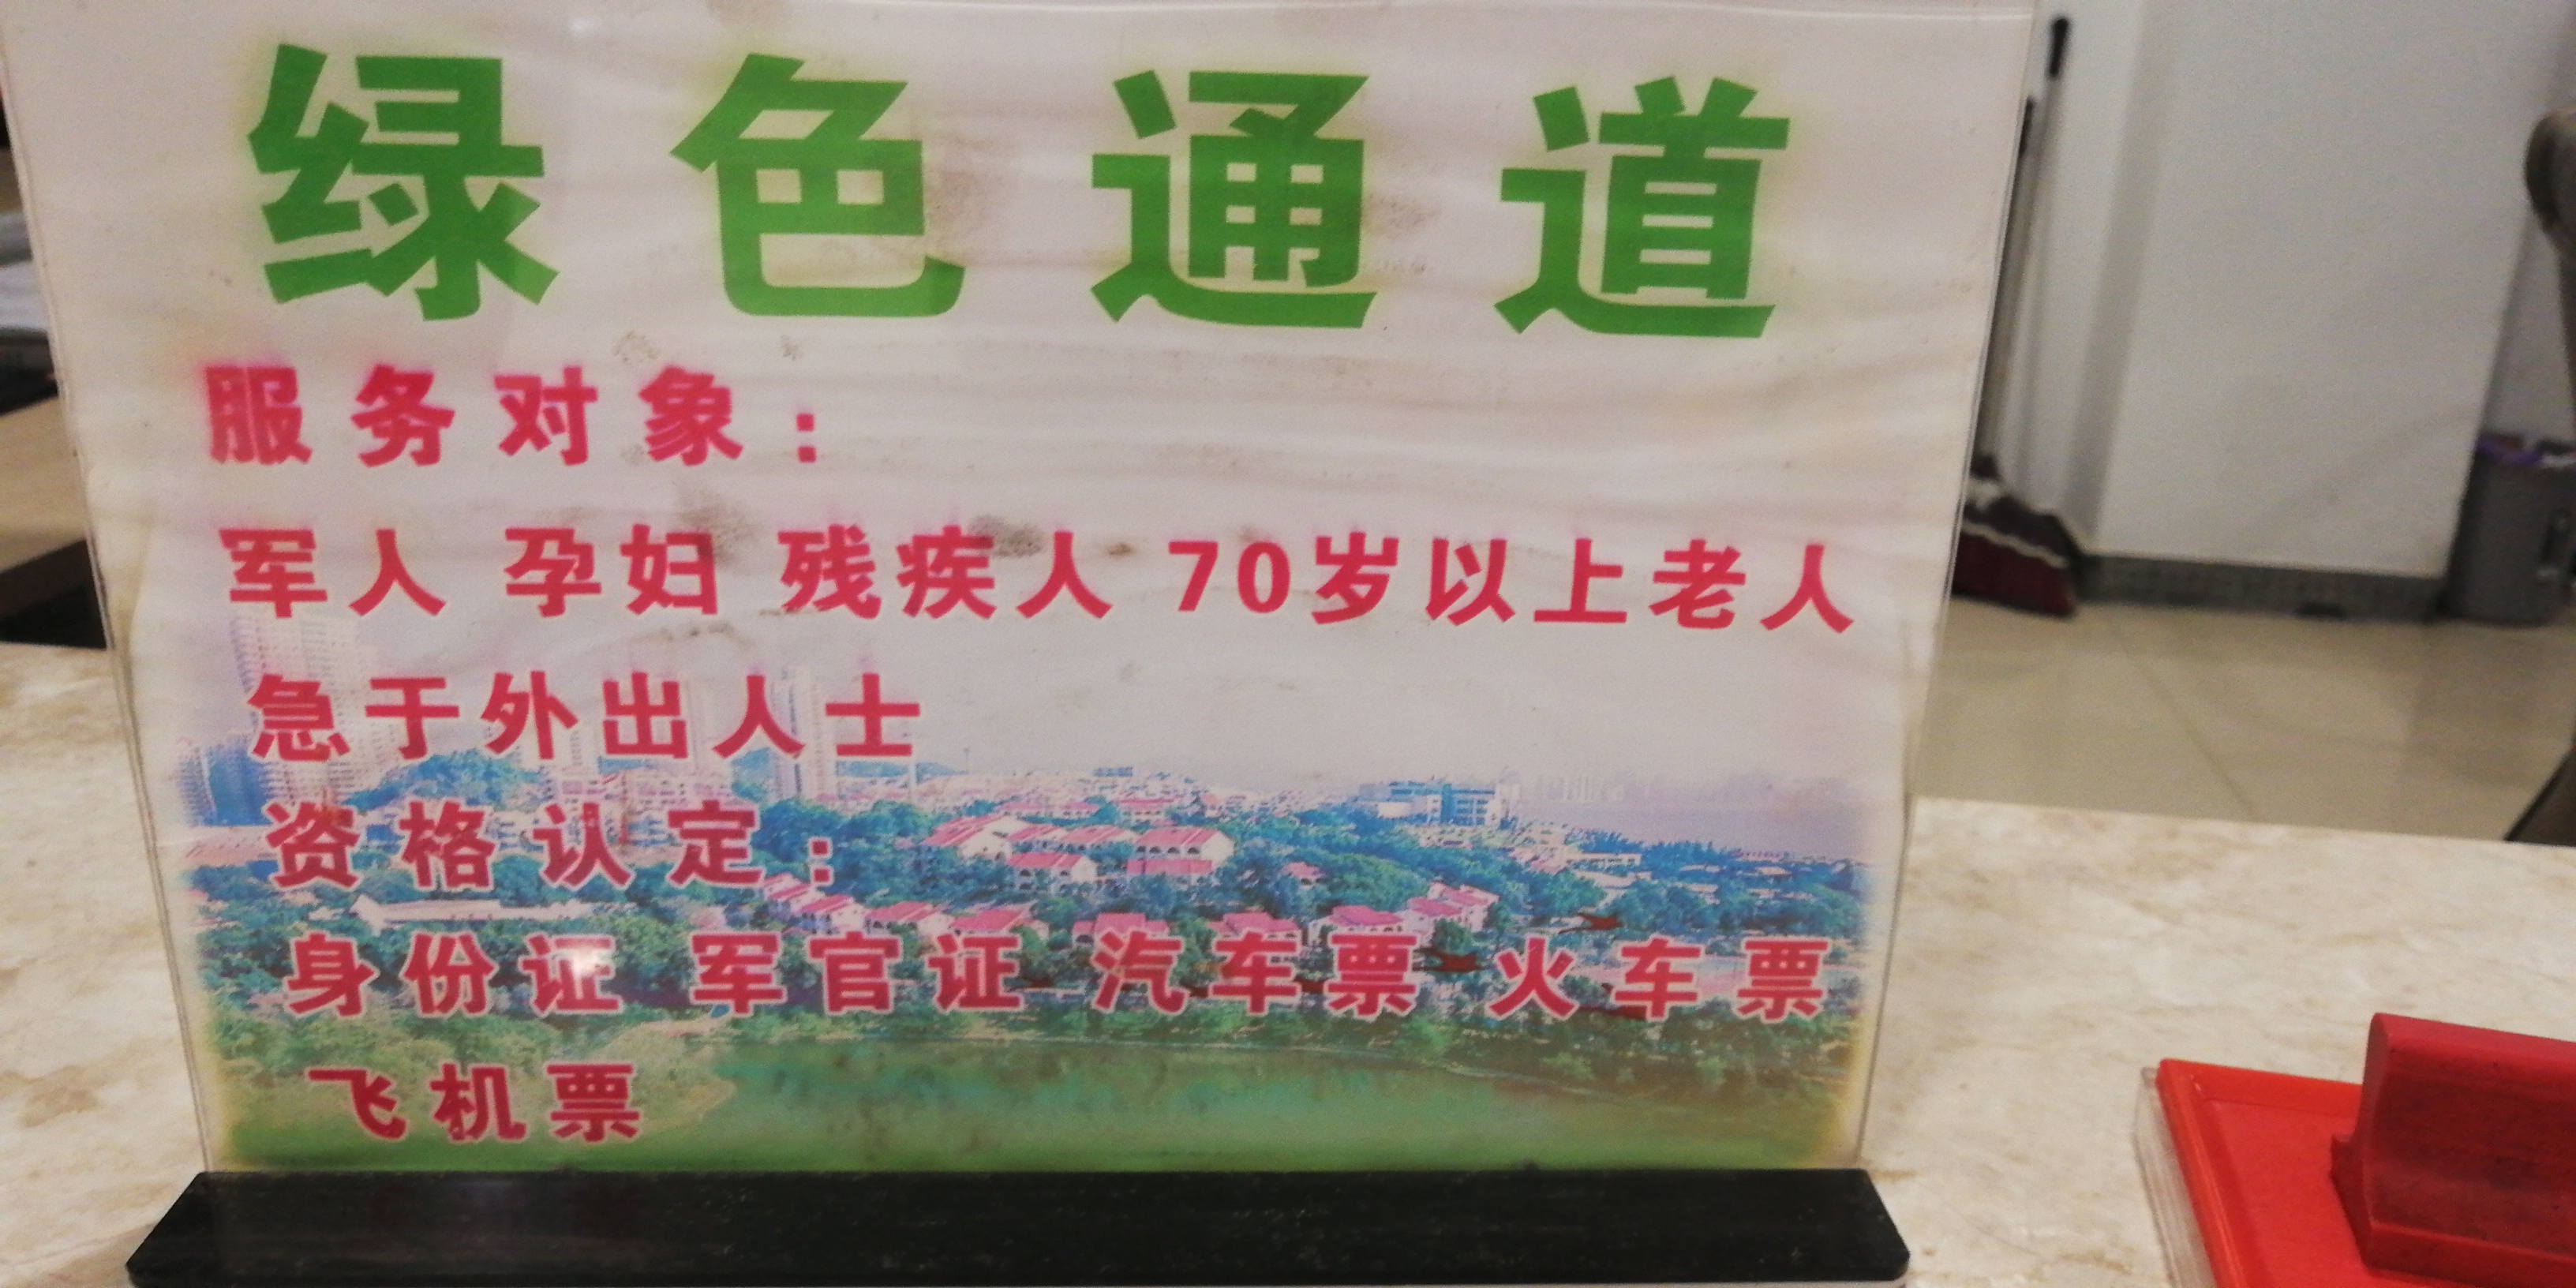 绿色通道
服务对象：
军人 孕妇 残疾人 70岁以上老人
急于外出人士
资格认定：
身份证 军官证 汽车票 火车票
飞机票